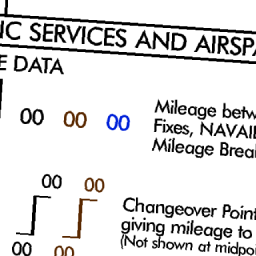 IC SERVICES AND AIRSPA
E DATA
00 00 00
Mileage betw
Fixes, NAVAI
Mileage Brea
00 00
Changeover Point
giving mileage to
(Not shown at midpoi
00 00